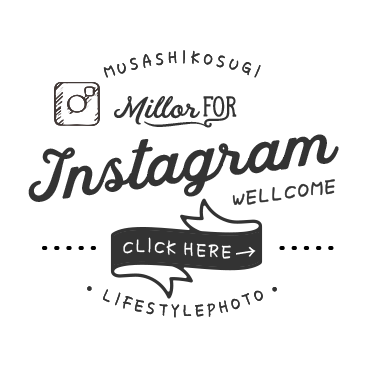 MUSASHIKOSUGI
Millor FOR
Instagram
WELLCOME
CLICK HERE→
• LIFESTYLEPHOTO •